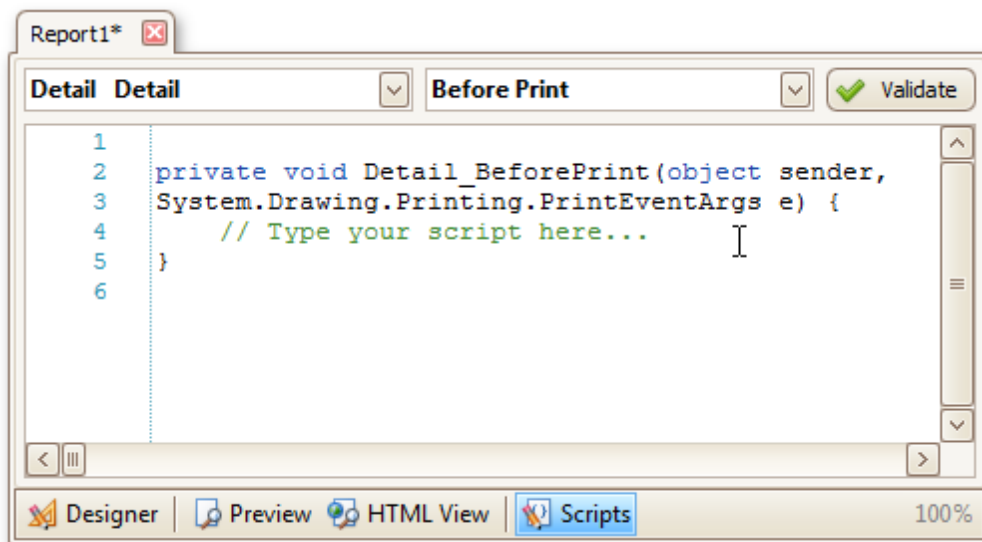 Report1*
Detail Detail Before Print Validate
1
2 private void Detail_BeforePrint(object sender,
3 System.Drawing.Printing.PrintEventArgs e) {
4 // Type your script here...
5 }
6
Designer Preview HTML View Scripts 100%